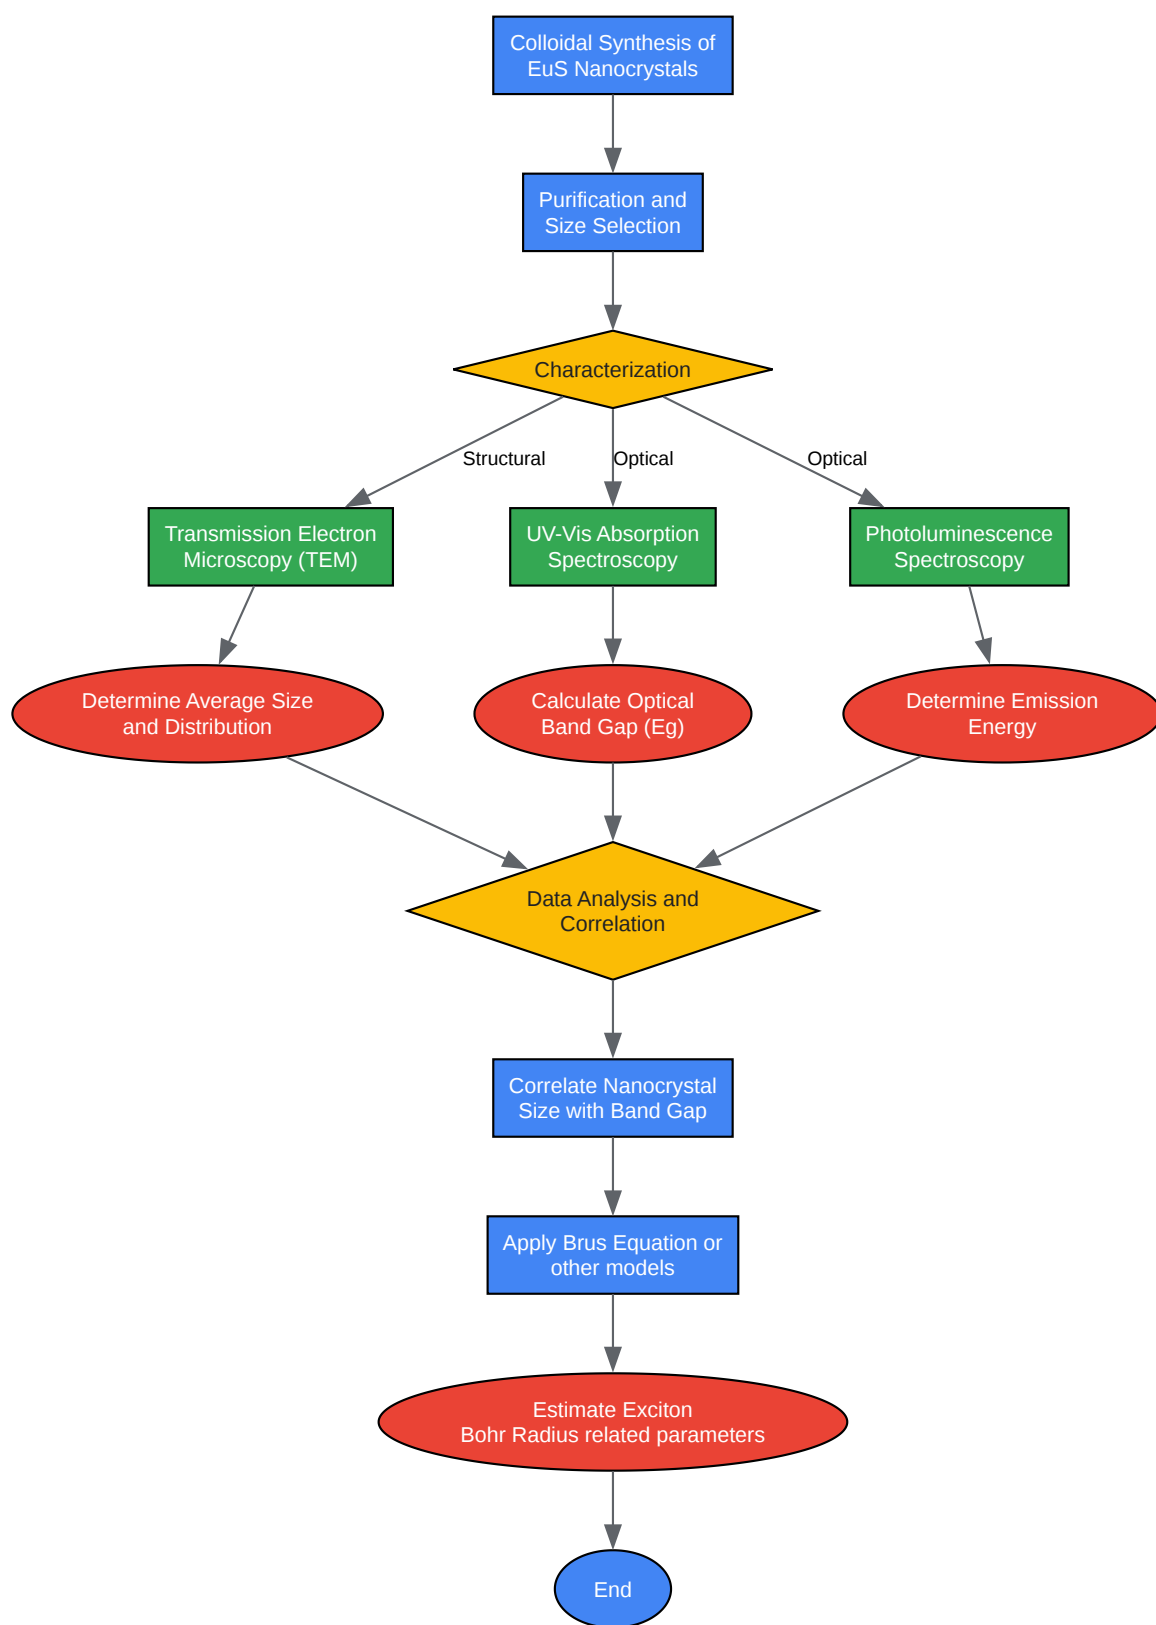 Colloidal Synthesis of
EuS Nanocrystals
Purification and
Size Selection
Characterization
Structural
Optical
Optical
Transmission Electron
Microscopy (TEM)
UV-Vis Absorption
Spectroscopy
Photoluminescence
Spectroscopy
Determine Average Size
and Distribution
Calculate Optical
Band Gap (Eg)
Determine Emission
Energy
Data Analysis and
Correlation
Correlate Nanocrystal
Size with Band Gap
Apply Brus Equation or
other models
Estimate Exciton
Bohr Radius related parameters
End